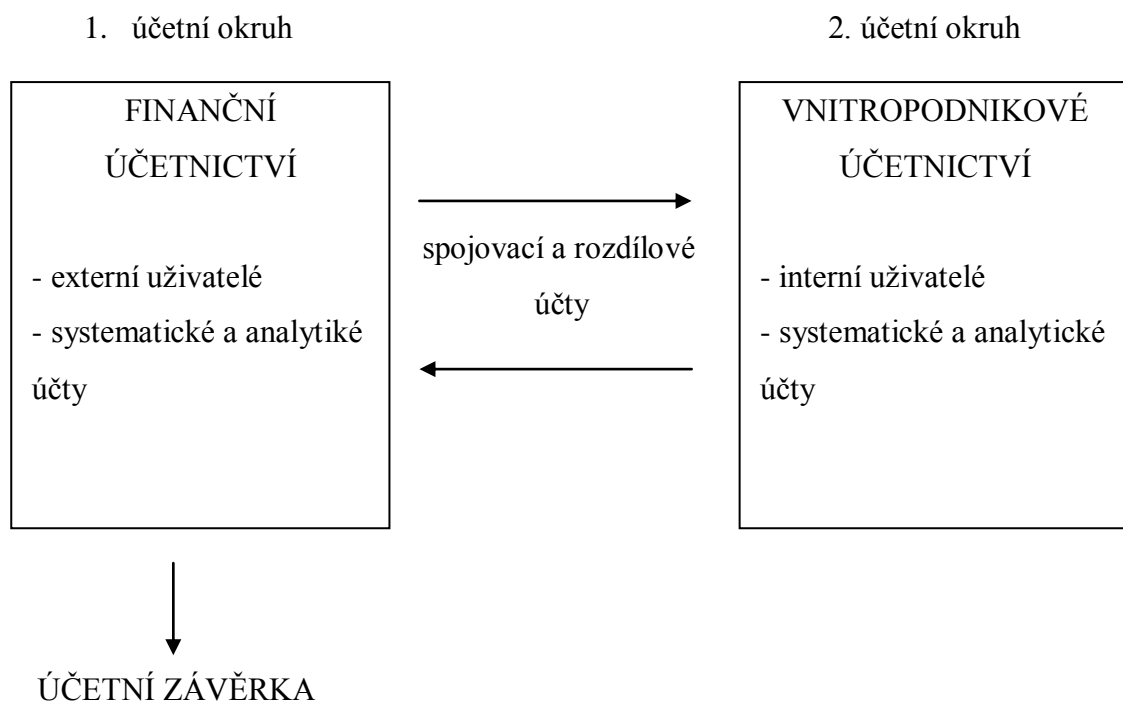 1. účetní okruh
2. účetní okruh
FINANČNÍ
ÚČETNICTVÍ
- externí uživatelé
- systematické a analytiké
účty
spojovací a rozdílové
účty
VNITROPODNIKOVÉ
ÚČETNICTVÍ
- interní uživatelé
- systematické a analytické
účty
ÚČETNÍ ZÁVĚRKA